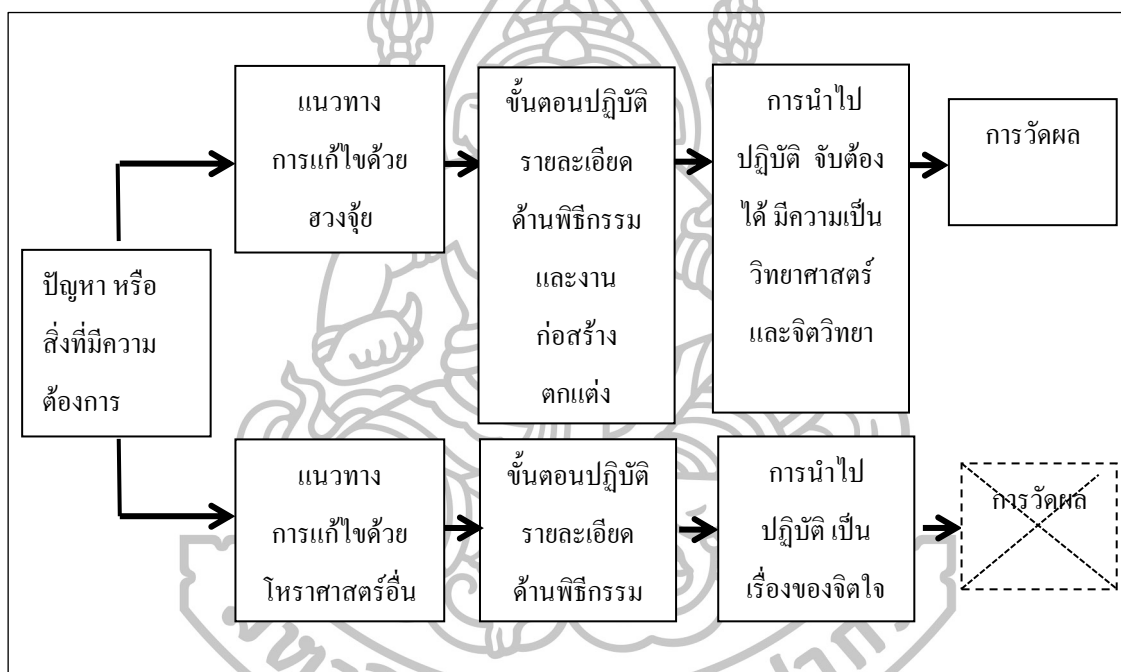 ปัญหา หรือ
สิ่งที่มีความ
ต้องการ
แนวทาง
การแก้ไขด้วย
ฮวงจุ้ย
ขั้นตอนปฏิบัติ
รายละเอียด
ด้านพิธีกรรม
และงาน
ก่อสร้าง
ตกแต่ง
การนำไป
ปฏิบัติ จับต้อง
ได้ มีความเป็น
วิทยาศาสตร์
และจิตวิทยา
การวัดผล
แนวทาง
การแก้ไขด้วย
โหราศาสตร์อื่น
ขั้นตอนปฏิบัติ
รายละเอียด
ด้านพิธีกรรม
การนำไป
ปฏิบัติ เป็น
เรื่องของจิตใจ
การวัดผล